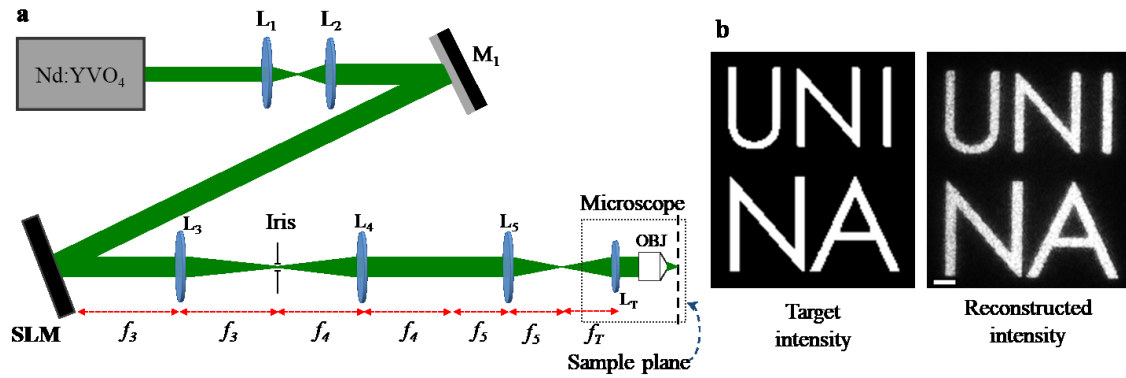 a
L1
L2
M1
Nd:YVO4
SLM
L3
Iris
L4
L5
Microscope
OBJ
LT
f3
f3
f4
f4
f5
f5
fT
Sample plane
b
UNI
NA
UNI
NA
Target
intensity
Reconstructed
intensity